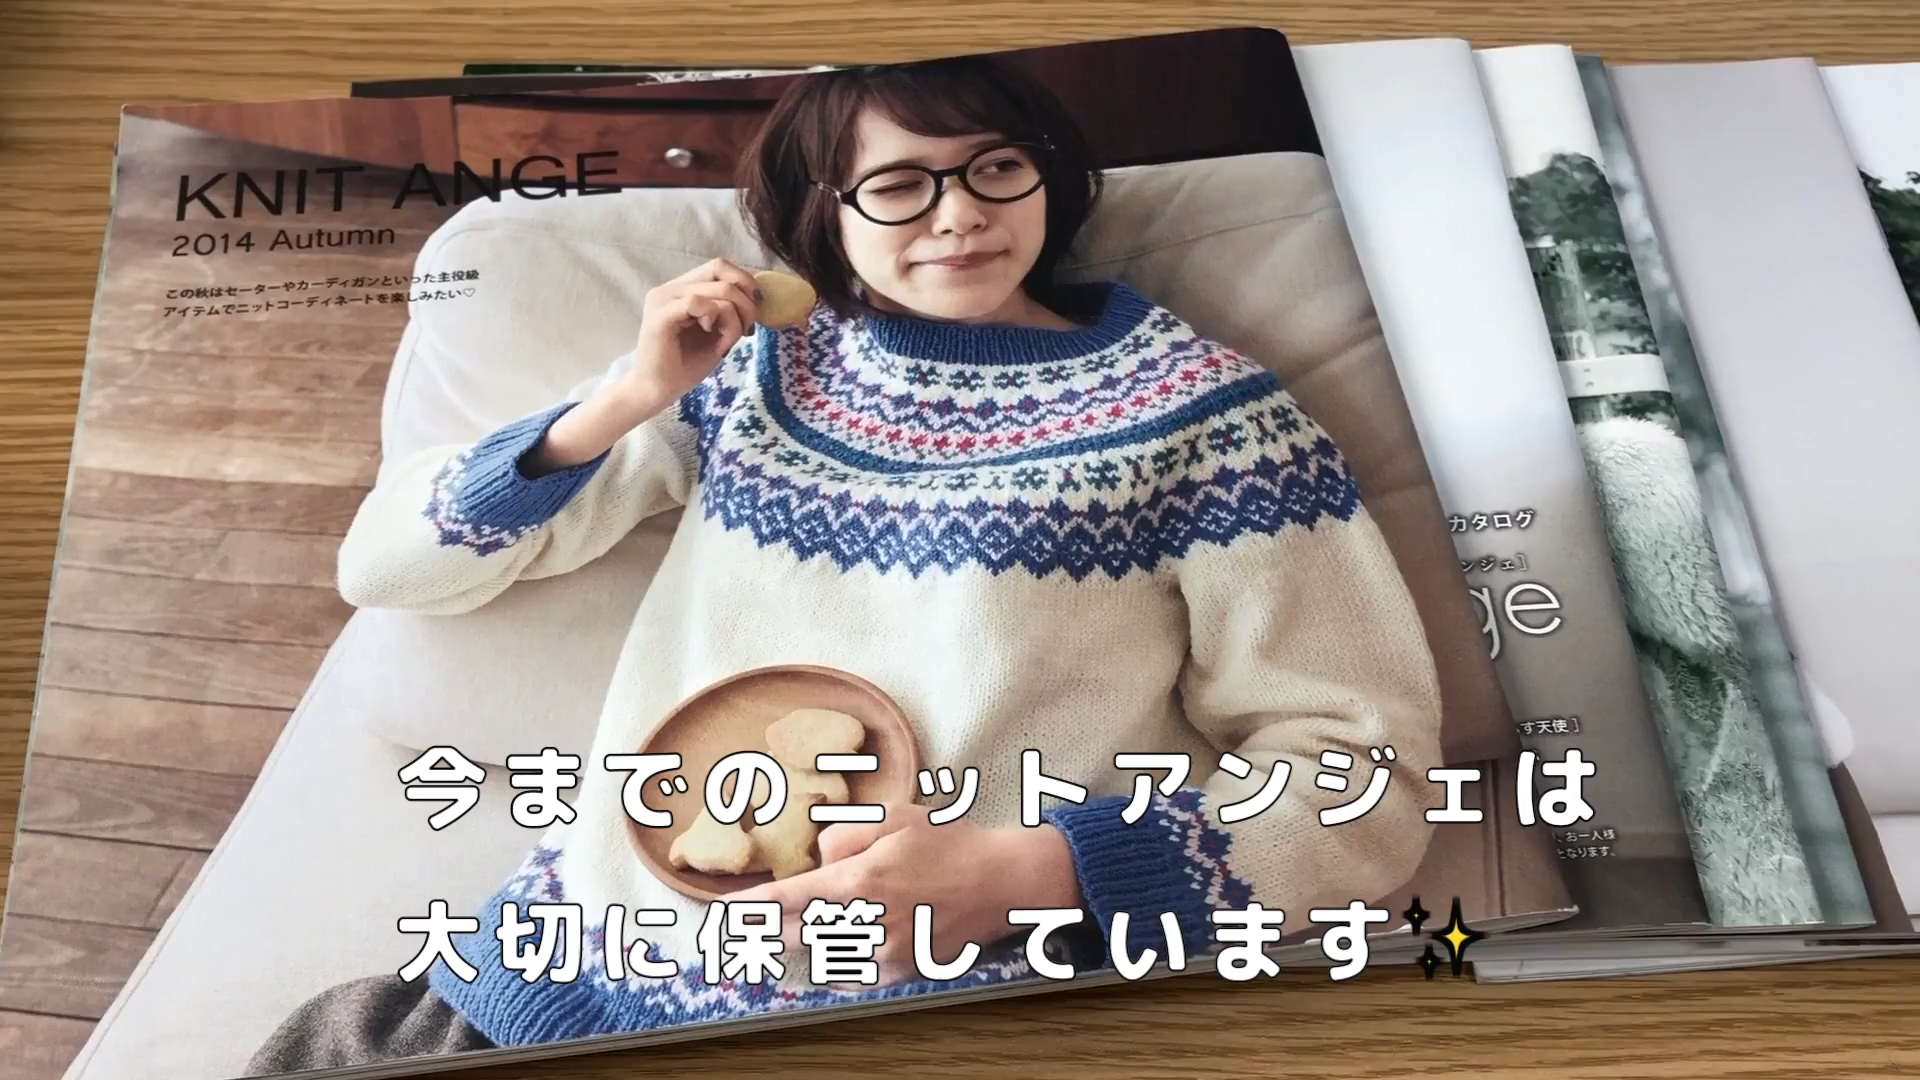 KNIT ANGE
2014 Autumn
この秋はセーターやカーディガンといった主役級
アイテムでニットコーディネートを楽しみたい♡
カタログ
ンジェ]
ge
す天使]
お一人様
となります。
今までのニットアンジェは
大切に保管しています✨